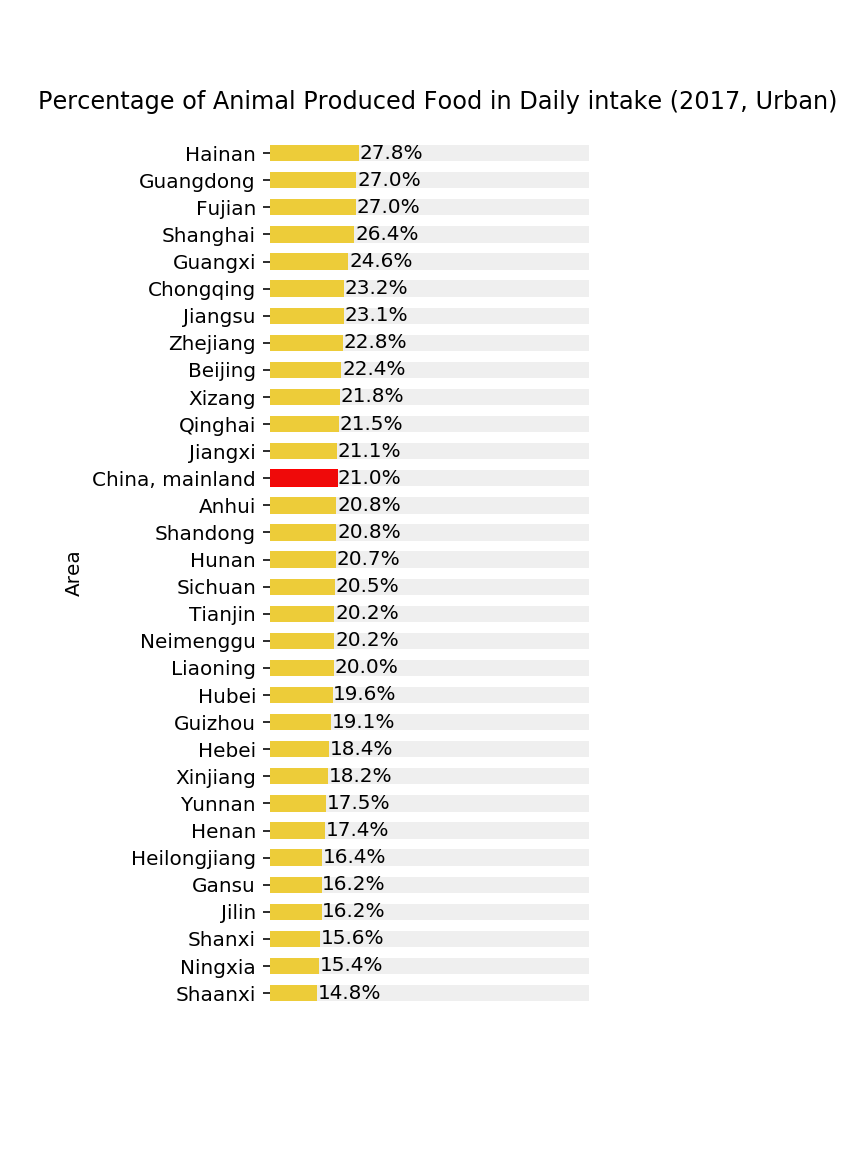 Percentage of Animal Produced Food in Daily intake (2017, Urban)
Hainan 27.8%
Guangdong 27.0%
Fujian 27.0%
Shanghai 26.4%
Guangxi 24.6%
Chongqing 23.2%
Jiangsu 23.1%
Zhejiang 22.8%
Beijing 22.4%
Xizang 21.8%
Qinghai 21.5%
Jiangxi 21.1%
China, mainland 21.0%
Anhui 20.8%
Shandong 20.8%
Hunan 20.7%
Area
Sichuan 20.5%
Tianjin 20.2%
Neimenggu 20.2%
Liaoning 20.0%
Hubei 19.6%
Guizhou 19.1%
Hebei 18.4%
Xinjiang 18.2%
Yunnan 17.5%
Henan 17.4%
Heilongjiang 16.4%
Gansu 16.2%
Jilin 16.2%
Shanxi 15.6%
Ningxia 15.4%
Shaanxi 14.8%